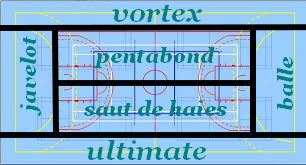 vortex
javelot
pentabond
balle
saut de haies
ultimate